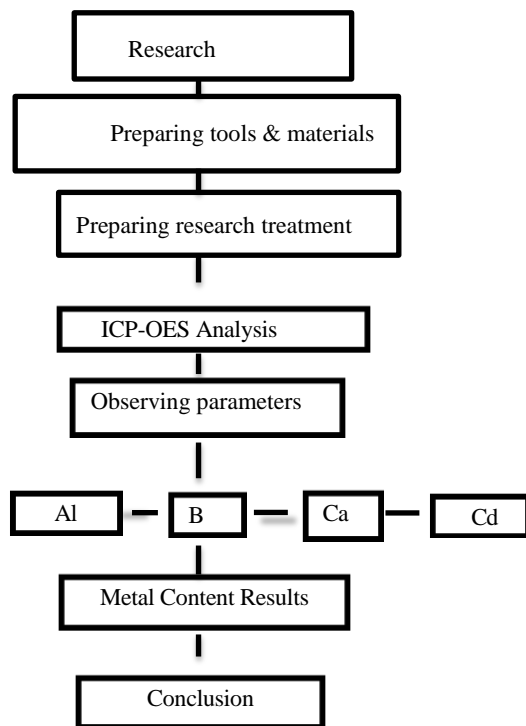 Research
Preparing tools & materials
Preparing research treatment
ICP-OES Analysis
Observing parameters
Al
B
Ca
Cd
Metal Content Results
Conclusion